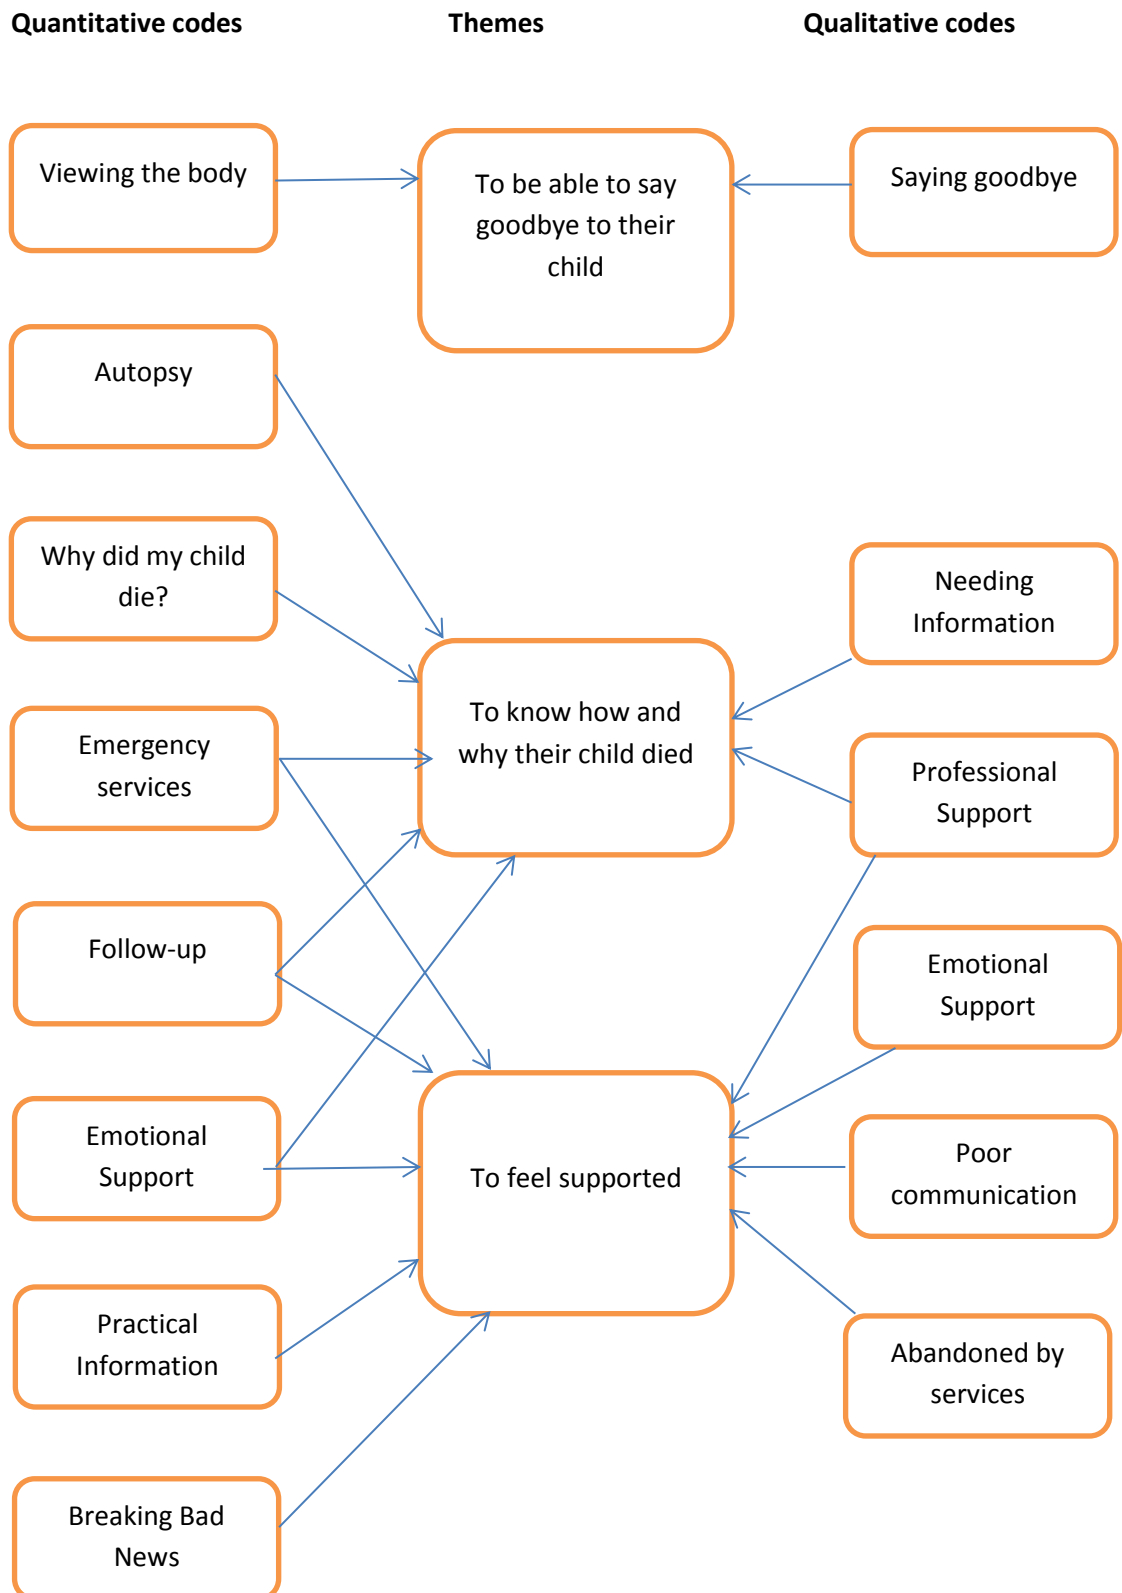 Quantitative codes
Themes
Qualitative codes
Viewing the body
To be able to say
goodbye to their
child
Saying goodbye
Autopsy
Why did my child
die?
Needing
Information
To know how and
why their child died
Emergency
services
Professional
Support
Follow-up
Emotional
Support
Emotional
Support
To feel supported
Poor
communication
Practical
Information
Abandoned by
services
Breaking Bad
News